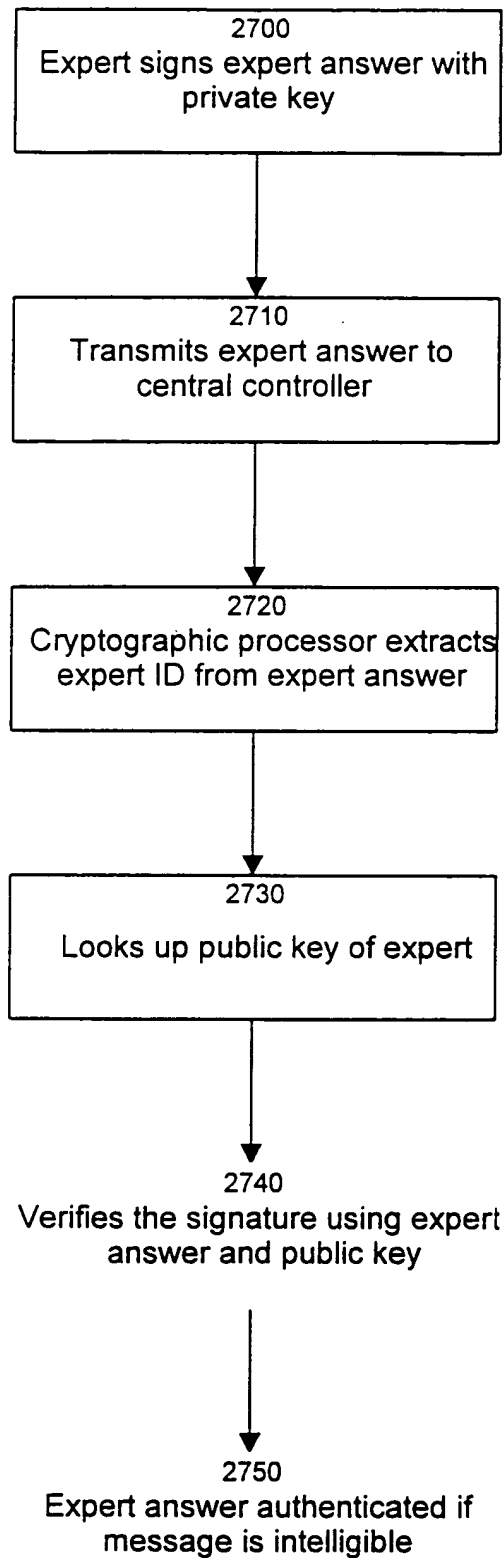 2700
Expert signs expert answer with
private key
2710
Transmits expert answer to
central controller
2720
Cryptographic processor extracts
expert ID from expert answer
2730
Looks up public key of expert
2740
Verifies the signature using expert
answer and public key
2750
Expert answer authenticated if
message is intelligible